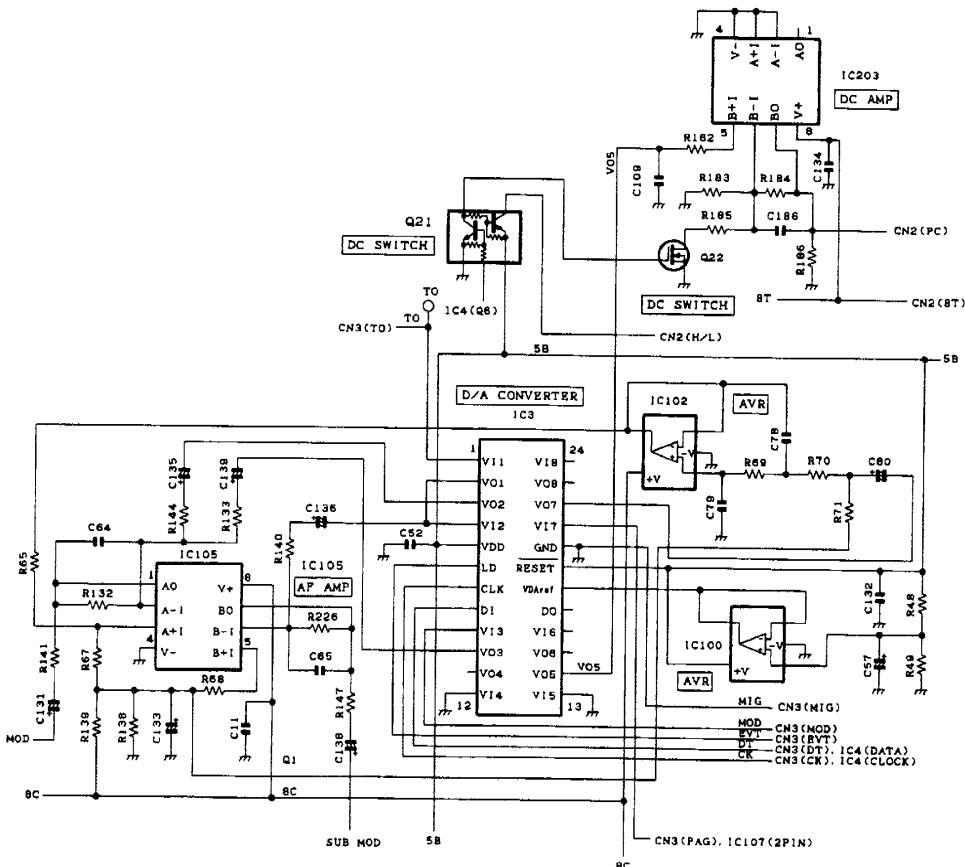 4 1
V- A+I A-I AO
IC203
DC AMP
B+I B-I BO V+
5 8
R182
VO5
C109
C134
R183 R184
R185 C186
Q21
DC SWITCH
Q22
R186
CN2(PC)
DC SWITCH
8T CN2(8T)
TO
CN3(TO)
IC4(Q6)
CN2(H/L)
5B 5B
D/A CONVERTER
IC3
IC102 AVR
1 24
VI1 VI8
VO1 VO8
VO2 VO7
VI2 VI7
VDD GND
LD RESET
CLK VDAref
DI DO
VI3 VI6
VO3 VO6
VO4 VO5 VO5
VI4 VI5
12 13
-V
+V
C78
R69 R70 C80
C79
R71
C135 C139
R144 R133
C136
C64
R140
C52
R65
IC105
IC105
AF AMP
1 8
AO V+
R132
A-I BO
A+I B-I
R226
4 5
V- B+I
C65
R141 R67
R68
R147
C131
R139 R138 C133 C11
C138
MOD
Q1
8C 8C
SUB MOD
5B
C132
R48
IC100
-V
+V
C57 R49
AVR
MIG CN3(MIG)
MOD CN3(MOD)
EVT CN3(EVT)
DT CN3(DT), IC4(DATA)
CK CN3(CK), IC4(CLOCK)
CN3(PAG), IC107(2PIN)
8C